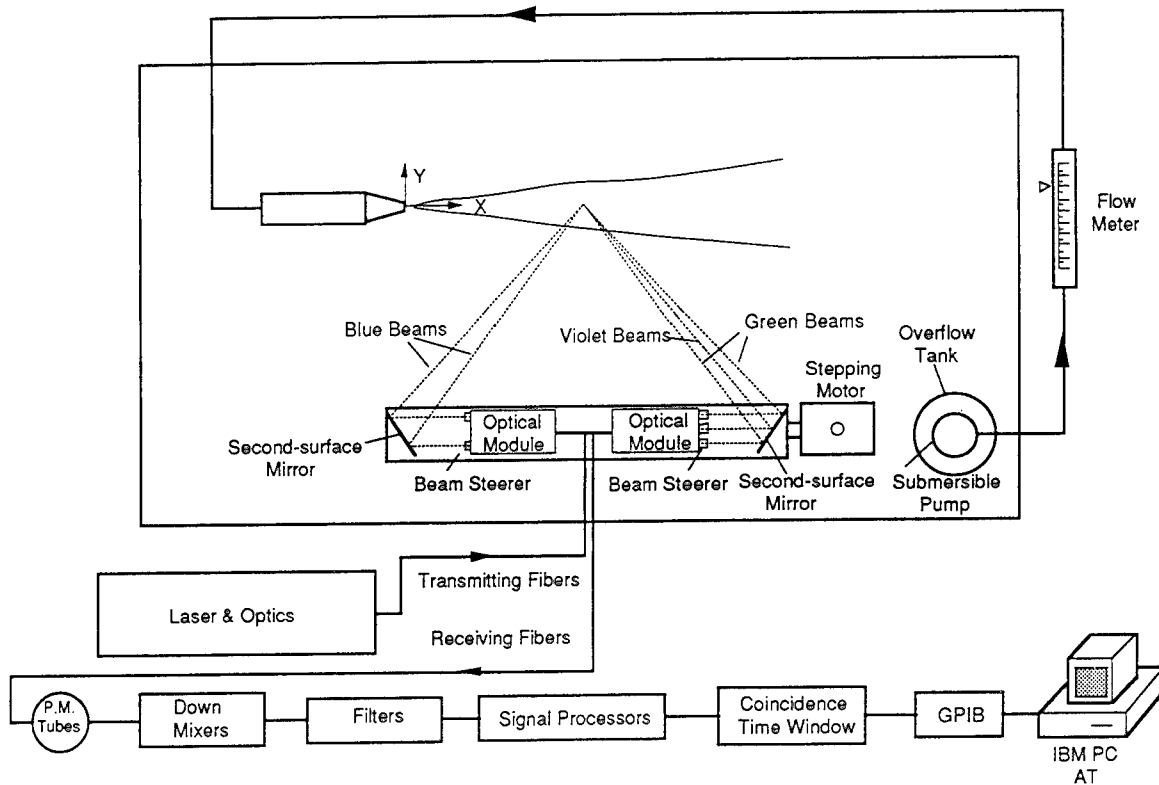 Y
X
Flow
Meter
Blue Beams
Violet Beams
Green Beams
Overflow
Tank
Stepping
Motor
Optical
Module
Optical
Module
Second-surface
Mirror
Beam Steerer
Beam Steerer
Second-surface
Mirror
Submersible
Pump
Transmitting Fibers
Laser & Optics
Receiving Fibers
P.M.
Tubes
Down
Mixers
Filters
Signal Processors
Coincidence
Time Window
GPIB
IBM PC
AT